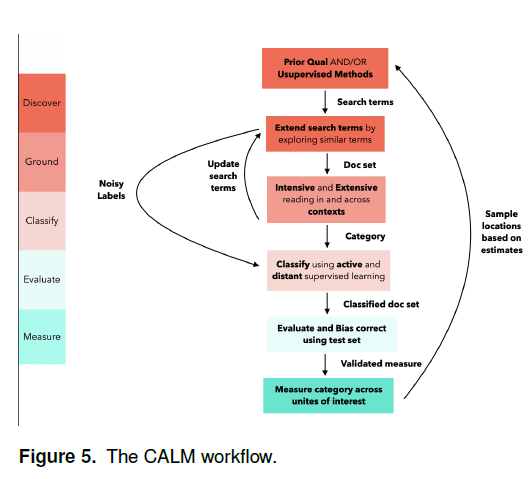 Discover
Ground
Classify
Evaluate
Measure
Prior Qual AND/OR
Usupervised Methods
Search terms
Extend search terms by
exploring similar terms
Doc set
Update
search
terms
Noisy
Labels
Intensive and Extensive
reading in and across
contexts
Category
Classify using active and
distant supervised learning
Classified doc set
Evaluate and Bias correct
using test set
Validated measure
Measure category across
unites of interest
Sample
locations
based on
estimates
Figure 5. The CALM workflow.